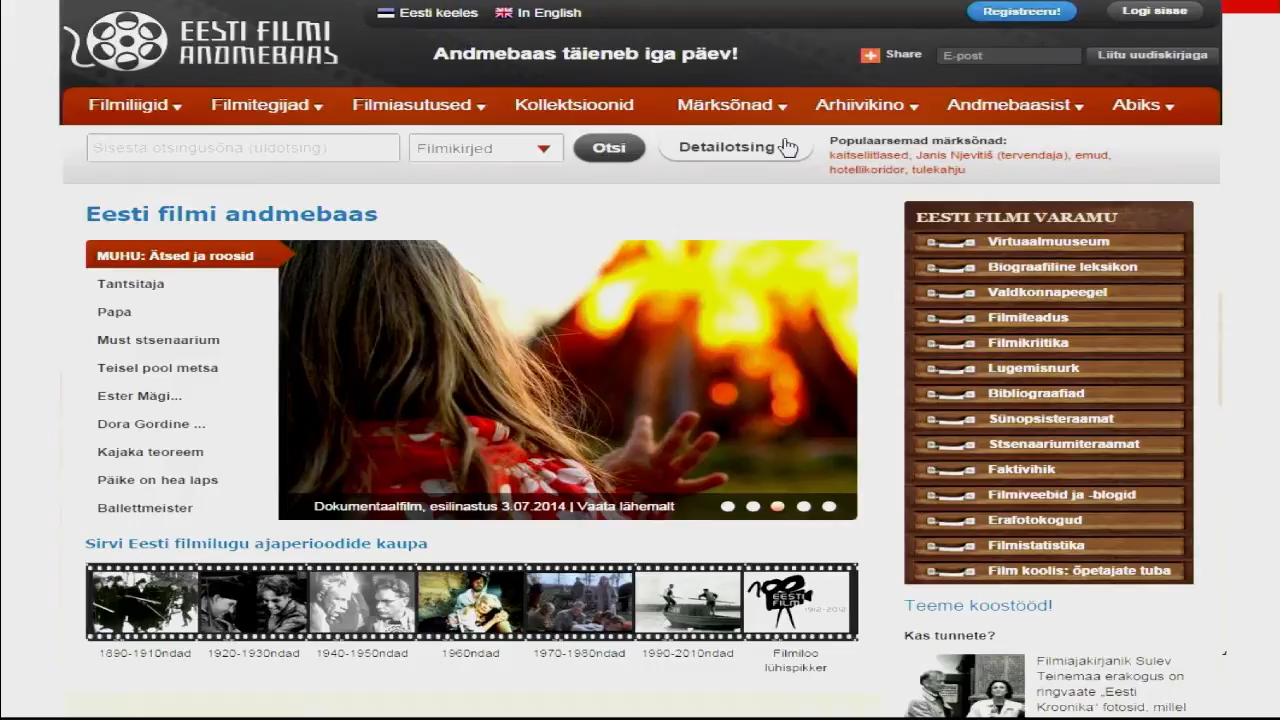 Eesti keeles In English Registreeru! Logi sisse
EESTI FILMI
ANDMEBAAS
Andmebaas täieneb iga päev!
Share E-post Liitu uudiskirjaga
Filmiliigid Filmitegijad Filmiasutused Kollektsioonid Märksõnad Arhiivikino Andmebaasist Abiks
Sisesta otsingusõna (üldotsing) Filmikirjed Otsi Detailotsing
Populaarsemad märksõnad:
kaitseliitlased, Janis Njevitiš (tervendaja), emud,
hotellikoridor, tulekahju
Eesti filmi andmebaas
MUHU: Ätsed ja roosid
Tantsitaja
Papa
Must stsenaarium
Teisel pool metsa
Ester Mägi...
Dora Gordine ...
Kajaka teoreem
Päike on hea laps
Ballettmeister
Dokumentaalfilm, esilinastus 3.07.2014 | Vaata lähemalt
Sirvi Eesti filmilugu ajaperioodide kaupa
100 EESTI
FILM
1912-2012
1890-1910ndad
1920-1930ndad
1940-1950ndad
1960ndad
1970-1980ndad
1990-2010ndad
Filmiloo
lühispikker
EESTI FILMI VARAMU
Virtuaalmuuseum
Biograafiline leksikon
Valdkonnapeegel
Filmiteadus
Filmikriitika
Lugemisnurk
Bibliograafiad
Sünopsisteraamat
Stsenaariumiteraamat
Faktivihik
Filmiveebid ja -blogid
Erafotokogud
Filmistatistika
Film koolis: õpetajate tuba
Teeme koostööd!
Kas tunnete?
Filmiajakirjanik Sulev
Teinemaa erakogus on
ringvaate „Eesti
Kroonika“ fotosid, millel